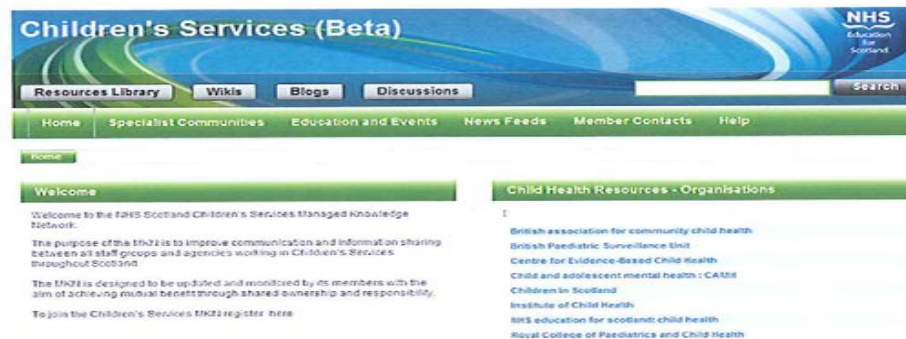 Children's Services (Beta)
NHS
Education
for
Scotland
Resources Library
Wikis
Blogs
Discussions
Search
Home
Specialist Communities
Education and Events
News Feeds
Member Contacts
Help
Home
Welcome
Welcome to the NHS Scotland Children's Services Managed Knowledge
Network.
The purpose of the MKN is to improve communication and information sharing
between all staff groups and agencies working in Children's Services
throughout Scotland
The MKN is designed to be updated and monitored by its members with the
aim of achieving mutual benefit through shared ownership and responsibility.
To join the Children's Services MKN register here
Child Health Resources - Organisations
British association for community child health
British Paediatric Surveillance Unit
Centre for Evidence-Based Child Health
Child and adolescent mental health : CAMH
Children in Scotland
Institute of Child Health
NHS education for scotland: child health
Royal College of Paediatrics and Child Health